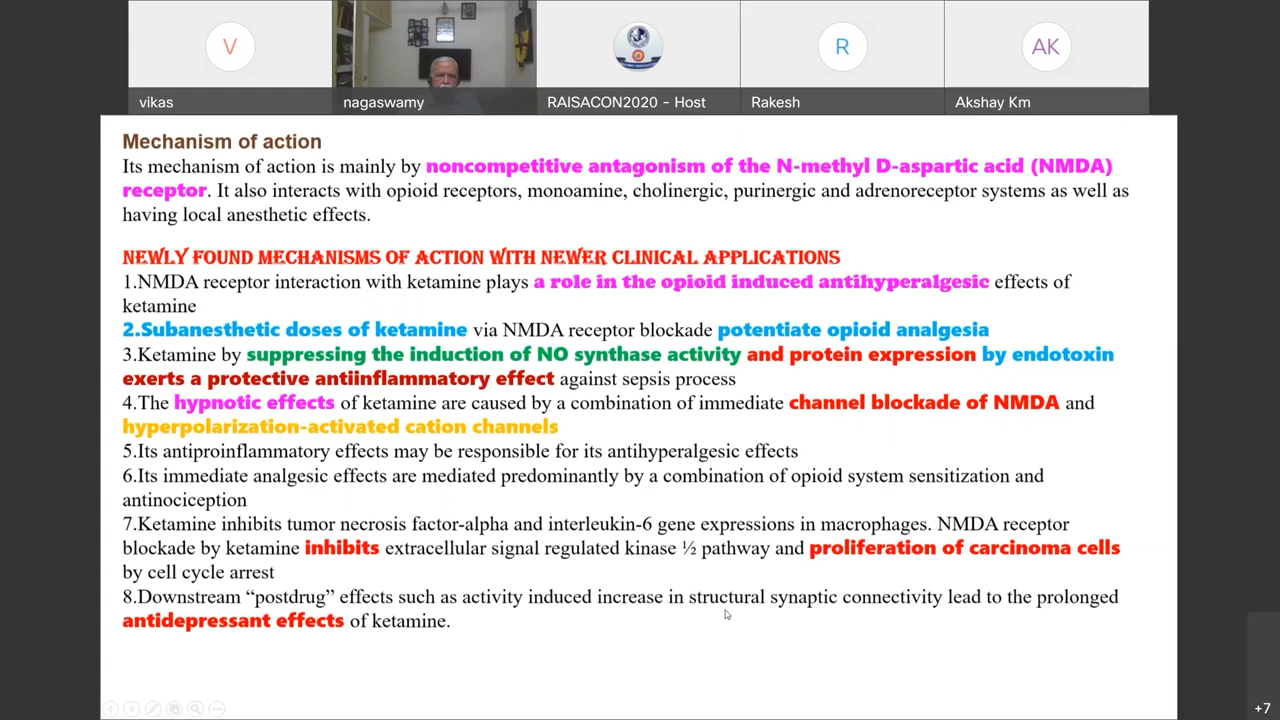 V
R
AK
vikas
nagaswamy
RAISACON2020 - Host
Rakesh
Akshay Km
Mechanism of action
Its mechanism of action is mainly by noncompetitive antagonism of the N-methyl D-aspartic acid (NMDA)
receptor. It also interacts with opioid receptors, monoamine, cholinergic, purinergic and adrenoreceptor systems as well as
having local anesthetic effects.
NEWLY FOUND MECHANISMS OF ACTION WITH NEWER CLINICAL APPLICATIONS
1.NMDA receptor interaction with ketamine plays a role in the opioid induced antihyperalgesic effects of
ketamine
2.Subanesthetic doses of ketamine via NMDA receptor blockade potentiate opioid analgesia
3.Ketamine by suppressing the induction of NO synthase activity and protein expression by endotoxin
exerts a protective antiinflammatory effect against sepsis process
4.The hypnotic effects of ketamine are caused by a combination of immediate channel blockade of NMDA and
hyperpolarization-activated cation channels
5.Its antiproinflammatory effects may be responsible for its antihyperalgesic effects
6.Its immediate analgesic effects are mediated predominantly by a combination of opioid system sensitization and
antinociception
7.Ketamine inhibits tumor necrosis factor-alpha and interleukin-6 gene expressions in macrophages. NMDA receptor
blockade by ketamine inhibits extracellular signal regulated kinase ½ pathway and proliferation of carcinoma cells
by cell cycle arrest
8.Downstream “postdrug” effects such as activity induced increase in structural synaptic connectivity lead to the prolonged
antidepressant effects of ketamine.
+7